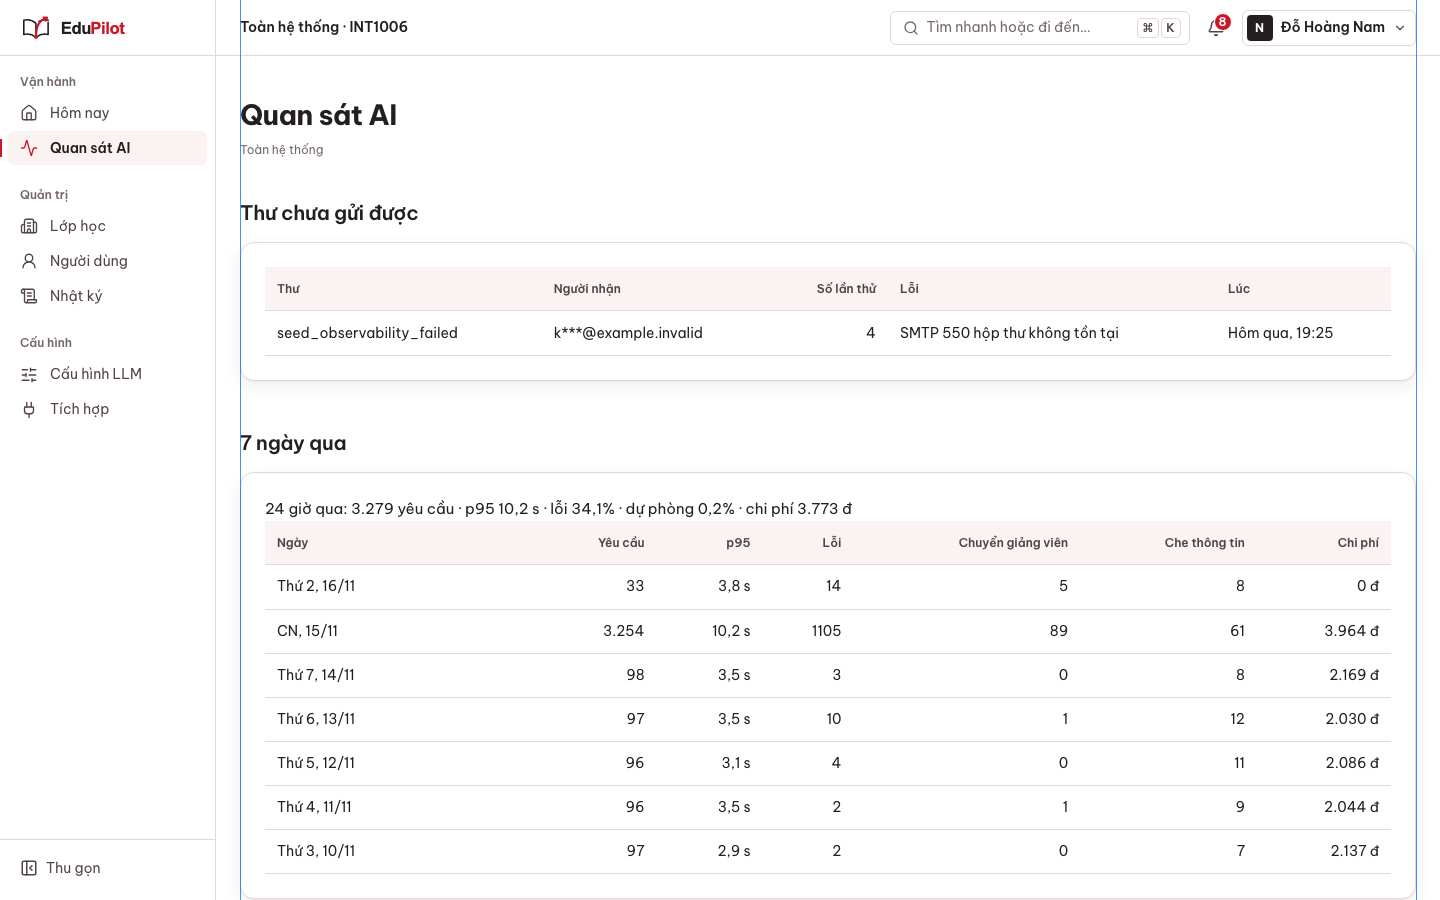 EduPilot
Toàn hệ thống · INT1006
Tìm nhanh hoặc đi đến...
⌘ K
8
N
Đỗ Hoàng Nam
Vận hành
Hôm nay
Quan sát AI
Quản trị
Lớp học
Người dùng
Nhật ký
Cấu hình
Cấu hình LLM
Tích hợp
Thu gọn
Quan sát AI
Toàn hệ thống
Thư chưa gửi được
Thư Người nhận Số lần thử Lỗi Lúc
seed_observability_failed k***@example.invalid 4 SMTP 550 hộp thư không tồn tại Hôm qua, 19:25
7 ngày qua
24 giờ qua: 3.279 yêu cầu · p95 10,2 s · lỗi 34,1% · dự phòng 0,2% · chi phí 3.773 đ
Ngày Yêu cầu p95 Lỗi Chuyển giảng viên Che thông tin Chi phí
Thứ 2, 16/11 33 3,8 s 14 5 8 0 đ
CN, 15/11 3.254 10,2 s 1105 89 61 3.964 đ
Thứ 7, 14/11 98 3,5 s 3 0 8 2.169 đ
Thứ 6, 13/11 97 3,5 s 10 1 12 2.030 đ
Thứ 5, 12/11 96 3,1 s 4 0 11 2.086 đ
Thứ 4, 11/11 96 3,5 s 2 1 9 2.044 đ
Thứ 3, 10/11 97 2,9 s 2 0 7 2.137 đ